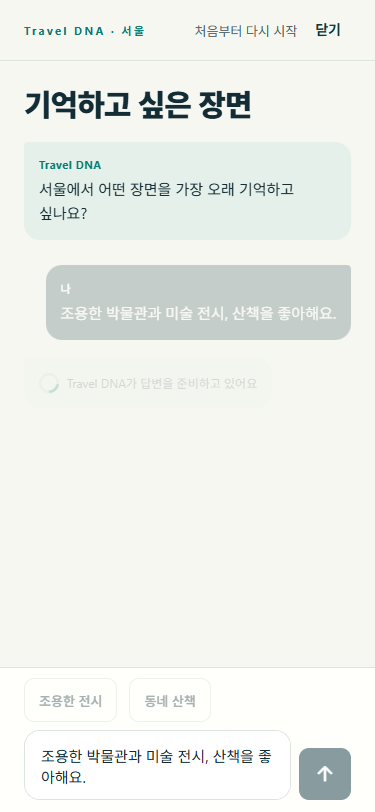 Travel DNA · 서울
처음부터 다시 시작
닫기
기억하고 싶은 장면
Travel DNA
서울에서 어떤 장면을 가장 오래 기억하고
싶나요?
나
조용한 박물관과 미술 전시, 산책을 좋아해요.
Travel DNA가 답변을 준비하고 있어요
조용한 전시
동네 산책
조용한 박물관과 미술 전시, 산책을 좋
아해요.